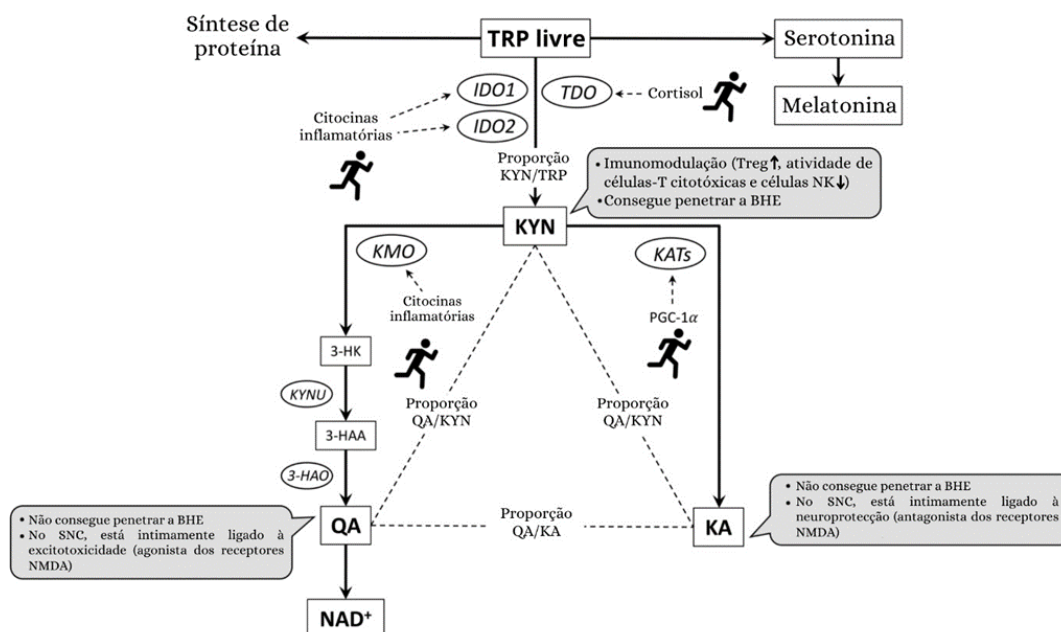 Síntese de
proteína
TRP livre
Serotonina
Melatonina
IDO1
TDO
Cortisol
IDO2
Citocinas
inflamatórias
Proporção
KYN/TRP
• Imunomodulação (Treg↑, atividade de
células-T citotóxicas e células NK↓)
• Consegue penetrar a BHE
KYN
KMO
KATs
Citocinas
inflamatórias
PGC-1α
3-HK
KYNU
Proporção
QA/KYN
Proporção
QA/KYN
3-HAA
3-HAO
• Não consegue penetrar a BHE
• No SNC, está intimamente ligado à
excitotoxicidade (agonista dos receptores
NMDA)
QA
Proporção
QA/KA
KA
• Não consegue penetrar a BHE
• No SNC, está intimamente ligado à
neuroprotecção (antagonista dos receptores
NMDA)
NAD⁺